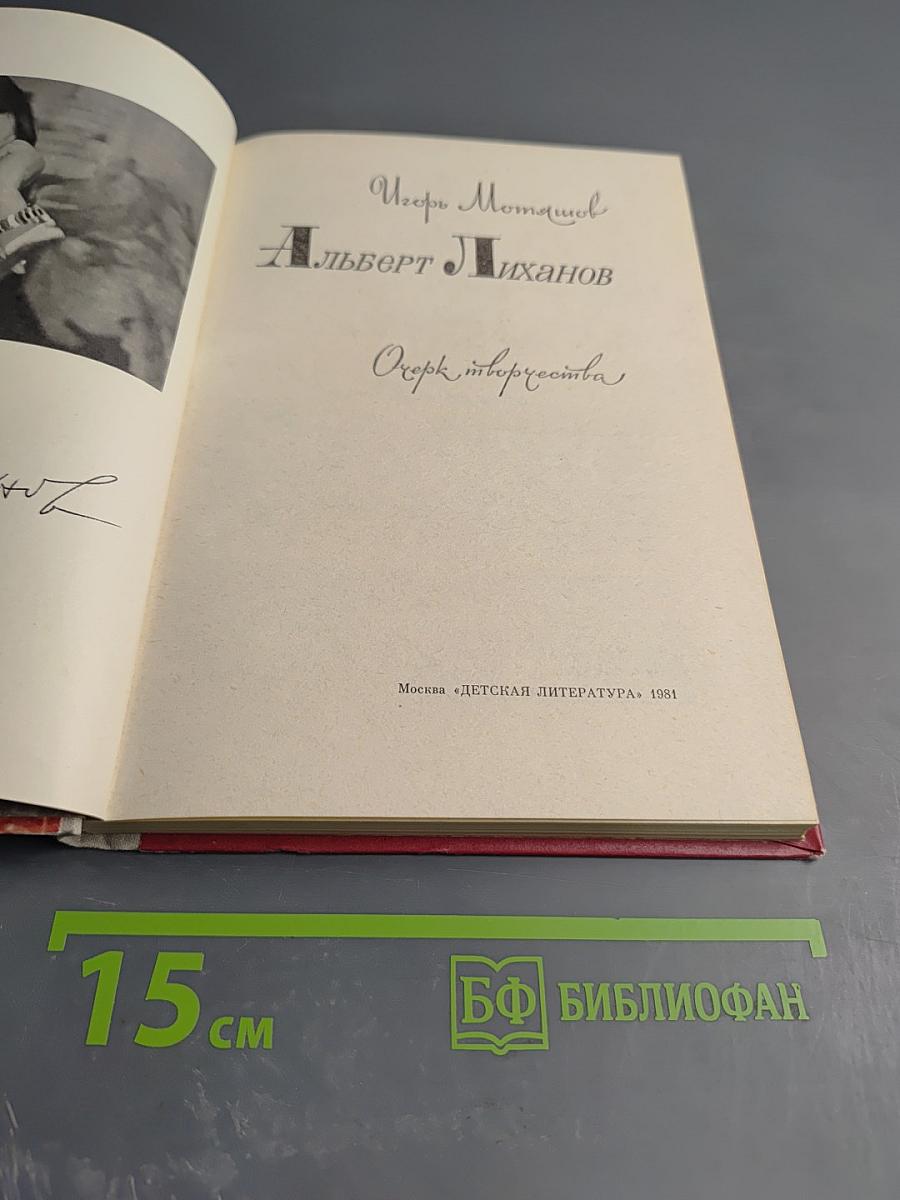 Игорь Мотяшов
Альберт Лиханов
Очерк творчества
Москва «ДЕТСКАЯ ЛИТЕРАТУРА» 1981
15 см
БФ БИБЛИОФАН